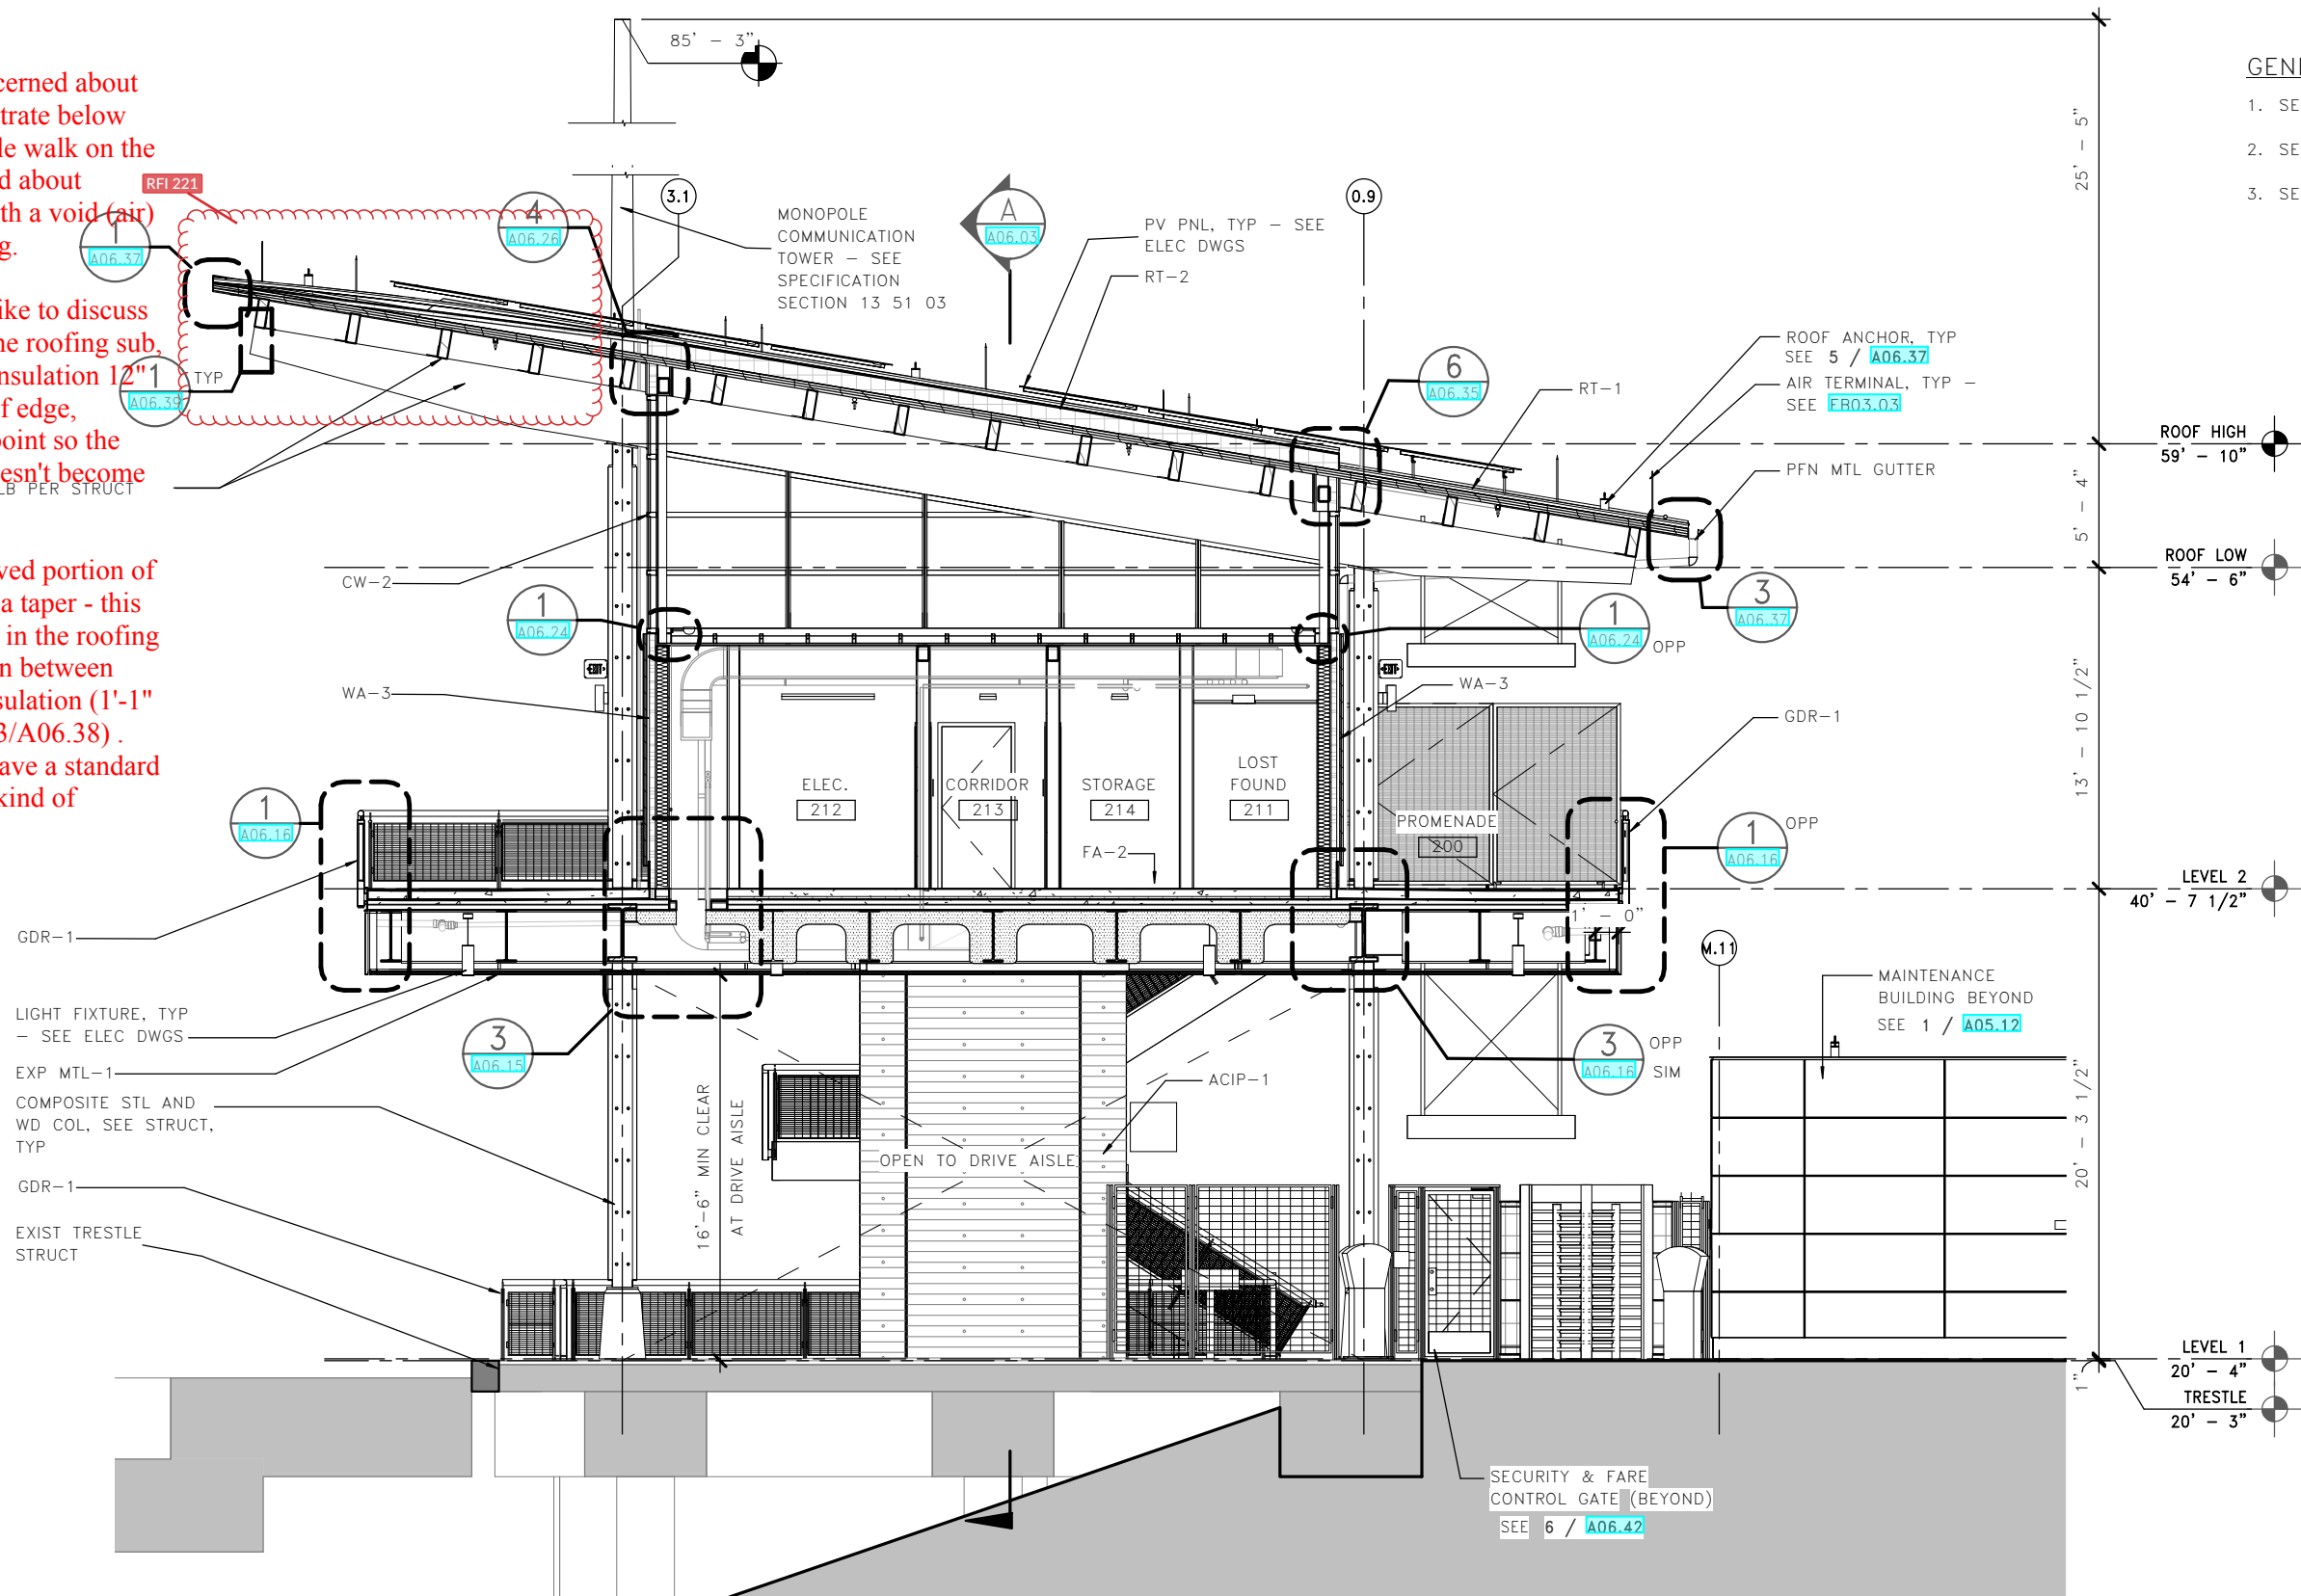 85' - 3"
25' - 5"
GENE
1. SE
2. SE
3. SE
cerned about
trate below
le walk on the
d about
th a void (air)
g.
RFI 221
1
A06.37
4
A06.26
3.1
MONOPOLE
COMMUNICATION
TOWER - SEE
SPECIFICATION
SECTION 13 51 03
A
A06.03
PV PNL, TYP - SEE
ELEC DWGS
RT-2
0.9
ike to discuss
he roofing sub,
nsulation 12"
f edge,
point so the
esn't become
1
A06.39
TYP
LB PER STRUCT
6
A06.35
RT-1
ROOF ANCHOR, TYP
SEE 5 / A06.37
AIR TERMINAL, TYP -
SEE EB03.03
PFN MTL GUTTER
ROOF HIGH
59' - 10"
5' - 4"
ROOF LOW
54' - 6"
3
A06.37
ved portion of
a taper - this
in the roofing
n between
sulation (1'-1"
3/A06.38) .
ave a standard
kind of
CW-2
1
A06.24
1
A06.24
OPP
EXIT
EXIT
WA-3
WA-3
GDR-1
13' - 10 1/2"
ELEC.
212
CORRIDOR
213
STORAGE
214
LOST
FOUND
211
PROMENADE
200
FA-2
1
A06.16
1
A06.16
OPP
LEVEL 2
40' - 7 1/2"
1' - 0"
M.11
GDR-1
LIGHT FIXTURE, TYP
- SEE ELEC DWGS
EXP MTL-1
COMPOSITE STL AND
WD COL, SEE STRUCT,
TYP
GDR-1
EXIST TRESTLE
STRUCT
3
A06.15
16'-6" MIN CLEAR
AT DRIVE AISLE
OPEN TO DRIVE AISLE
ACIP-1
3
A06.16
OPP
SIM
MAINTENANCE
BUILDING BEYOND
SEE 1 / A05.12
20' - 3 1/2"
LEVEL 1
20' - 4"
1"
TRESTLE
20' - 3"
SECURITY & FARE
CONTROL GATE (BEYOND)
SEE 6 / A06.42